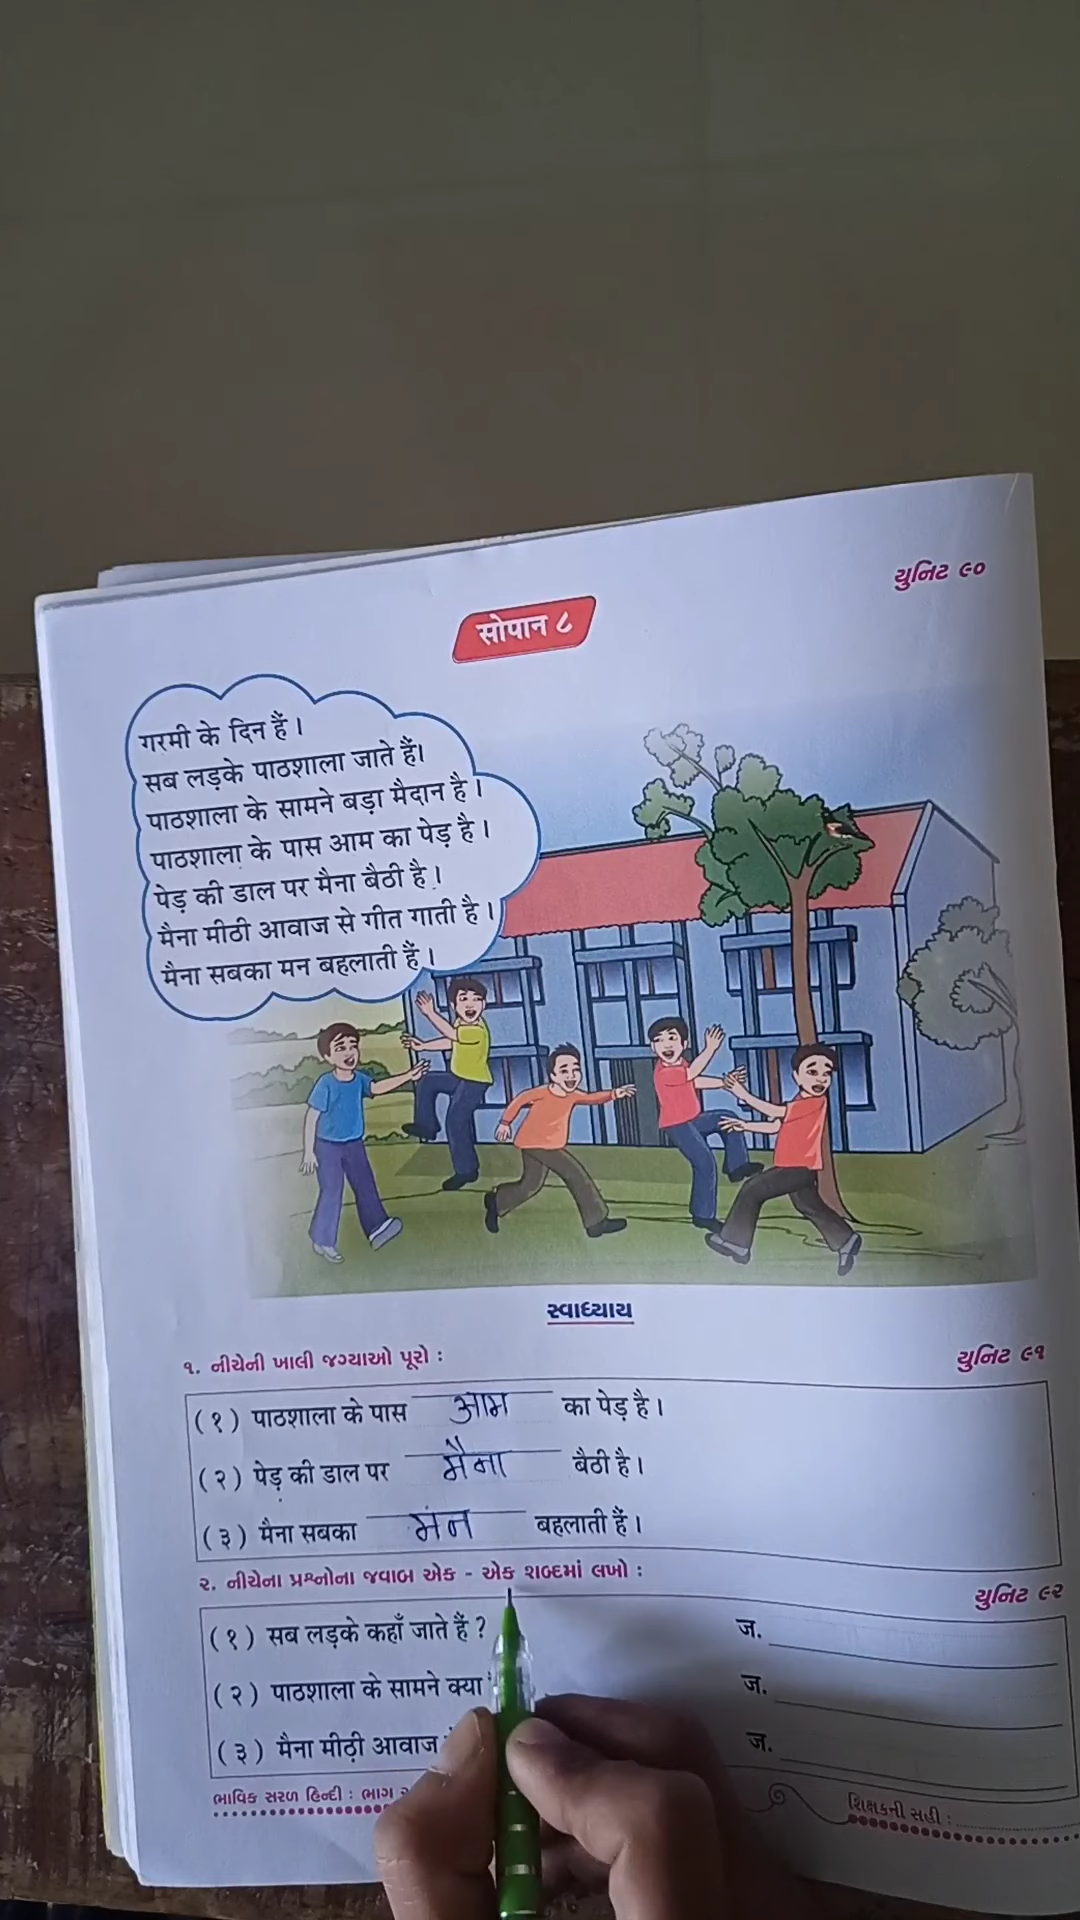 યુનિટ ૯૦
सोपान ८
गरमी के दिन हैं ।
सब लड़के पाठशाला जाते हैं।
पाठशाला के सामने बड़ा मैदान है ।
पाठशाला के पास आम का पेड़ है ।
पेड़ की डाल पर मैना बैठी है ।
मैना मीठी आवाज से गीत गाती है ।
मैना सबका मन बहलाती हैं ।
સ્વાધ્યાય
૧. નીચેની ખાલી જગ્યાઓ પૂરો :
યુનિટ ૯૧
(१) पाठशाला के पास आम का पेड़ है ।
(२) पेड़ की डाल पर मैना बैठी है ।
(३) मैना सबका मन बहलाती हैं ।
૨. નીચેના પ્રશ્નોના જવાબ એક - એક શબ્દમાં લખો :
યુનિટ ૯૨
(१) सब लड़के कहाँ जाते हैं ? ज.
(२) पाठशाला के सामने क्या ज.
(३) मैना मीठी आवाज ज.
ભાવિક સરળ હિન્દી : ભાગ
શિક્ષકની સહી :